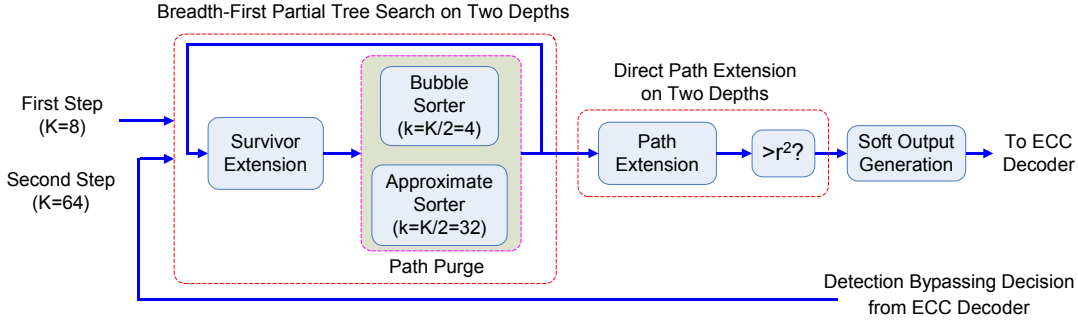 Breadth-First Partial Tree Search on Two Depths
First Step
(K=8)
Second Step
(K=64)
Survivor
Extension
Bubble
Sorter
(k=K/2=4)
Approximate
Sorter
(k=K/2=32)
Path Purge
Direct Path Extension
on Two Depths
Path
Extension
>r²?
Soft Output
Generation
To ECC
Decoder
Detection Bypassing Decision
from ECC Decoder